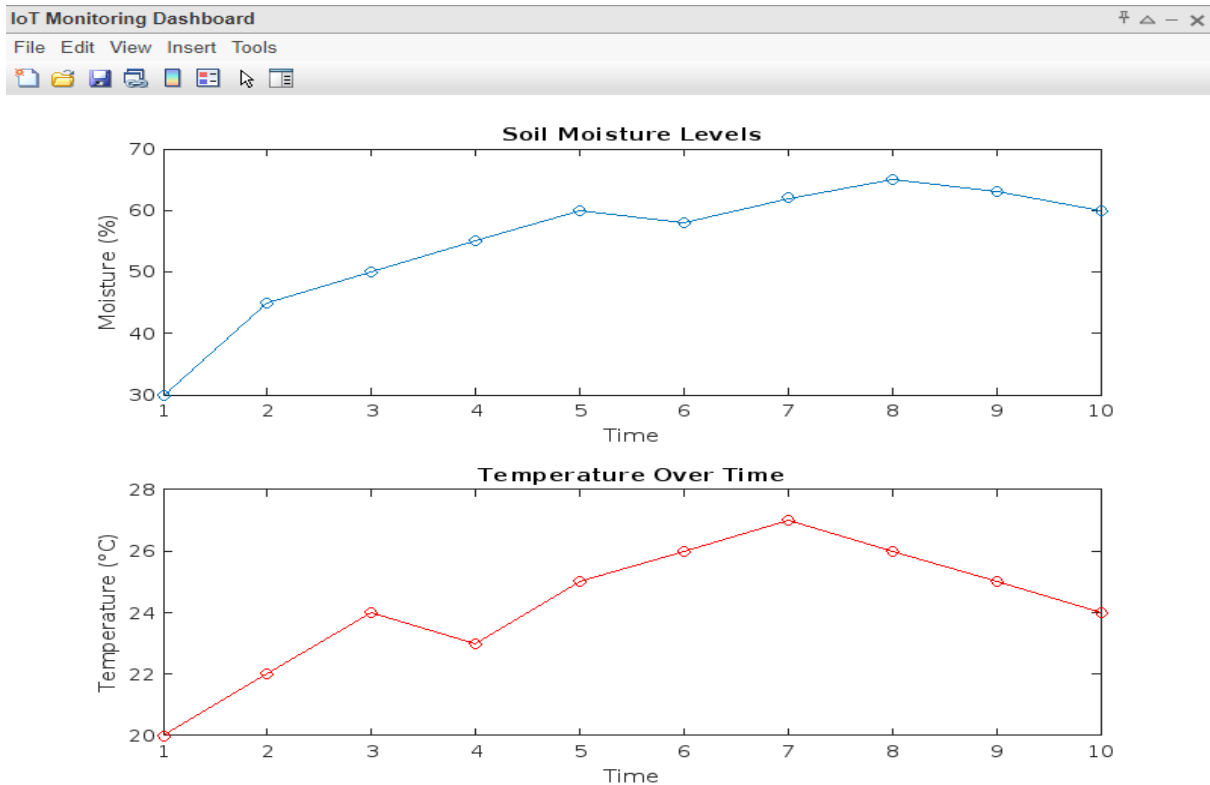 IoT Monitoring Dashboard
File Edit View Insert Tools
Soil Moisture Levels
70
60
50
40
30
Moisture (%)
1 2 3 4 5 6 7 8 9 10
Time
Temperature Over Time
28
26
24
22
20
Temperature (°C)
1 2 3 4 5 6 7 8 9 10
Time